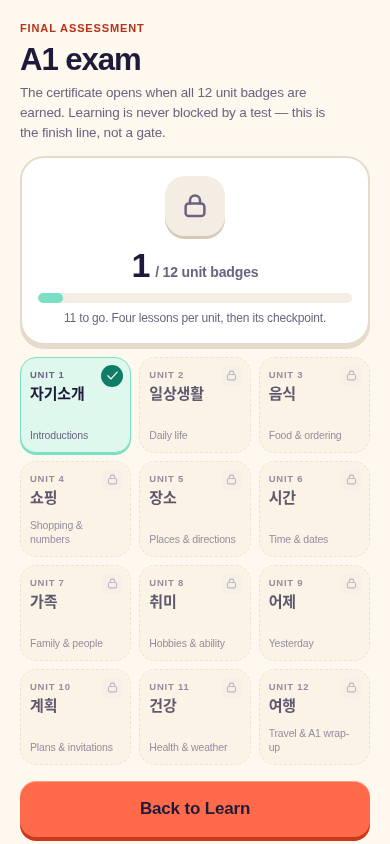 FINAL ASSESSMENT
A1 exam
The certificate opens when all 12 unit badges are
earned. Learning is never blocked by a test — this is
the finish line, not a gate.
1 / 12 unit badges
11 to go. Four lessons per unit, then its checkpoint.
UNIT 1
자기소개
Introductions
UNIT 2
일상생활
Daily life
UNIT 3
음식
Food & ordering
UNIT 4
쇼핑
Shopping &
numbers
UNIT 5
장소
Places & directions
UNIT 6
시간
Time & dates
UNIT 7
가족
Family & people
UNIT 8
취미
Hobbies & ability
UNIT 9
어제
Yesterday
UNIT 10
계획
Plans & invitations
UNIT 11
건강
Health & weather
UNIT 12
여행
Travel & A1 wrap-
up
Back to Learn